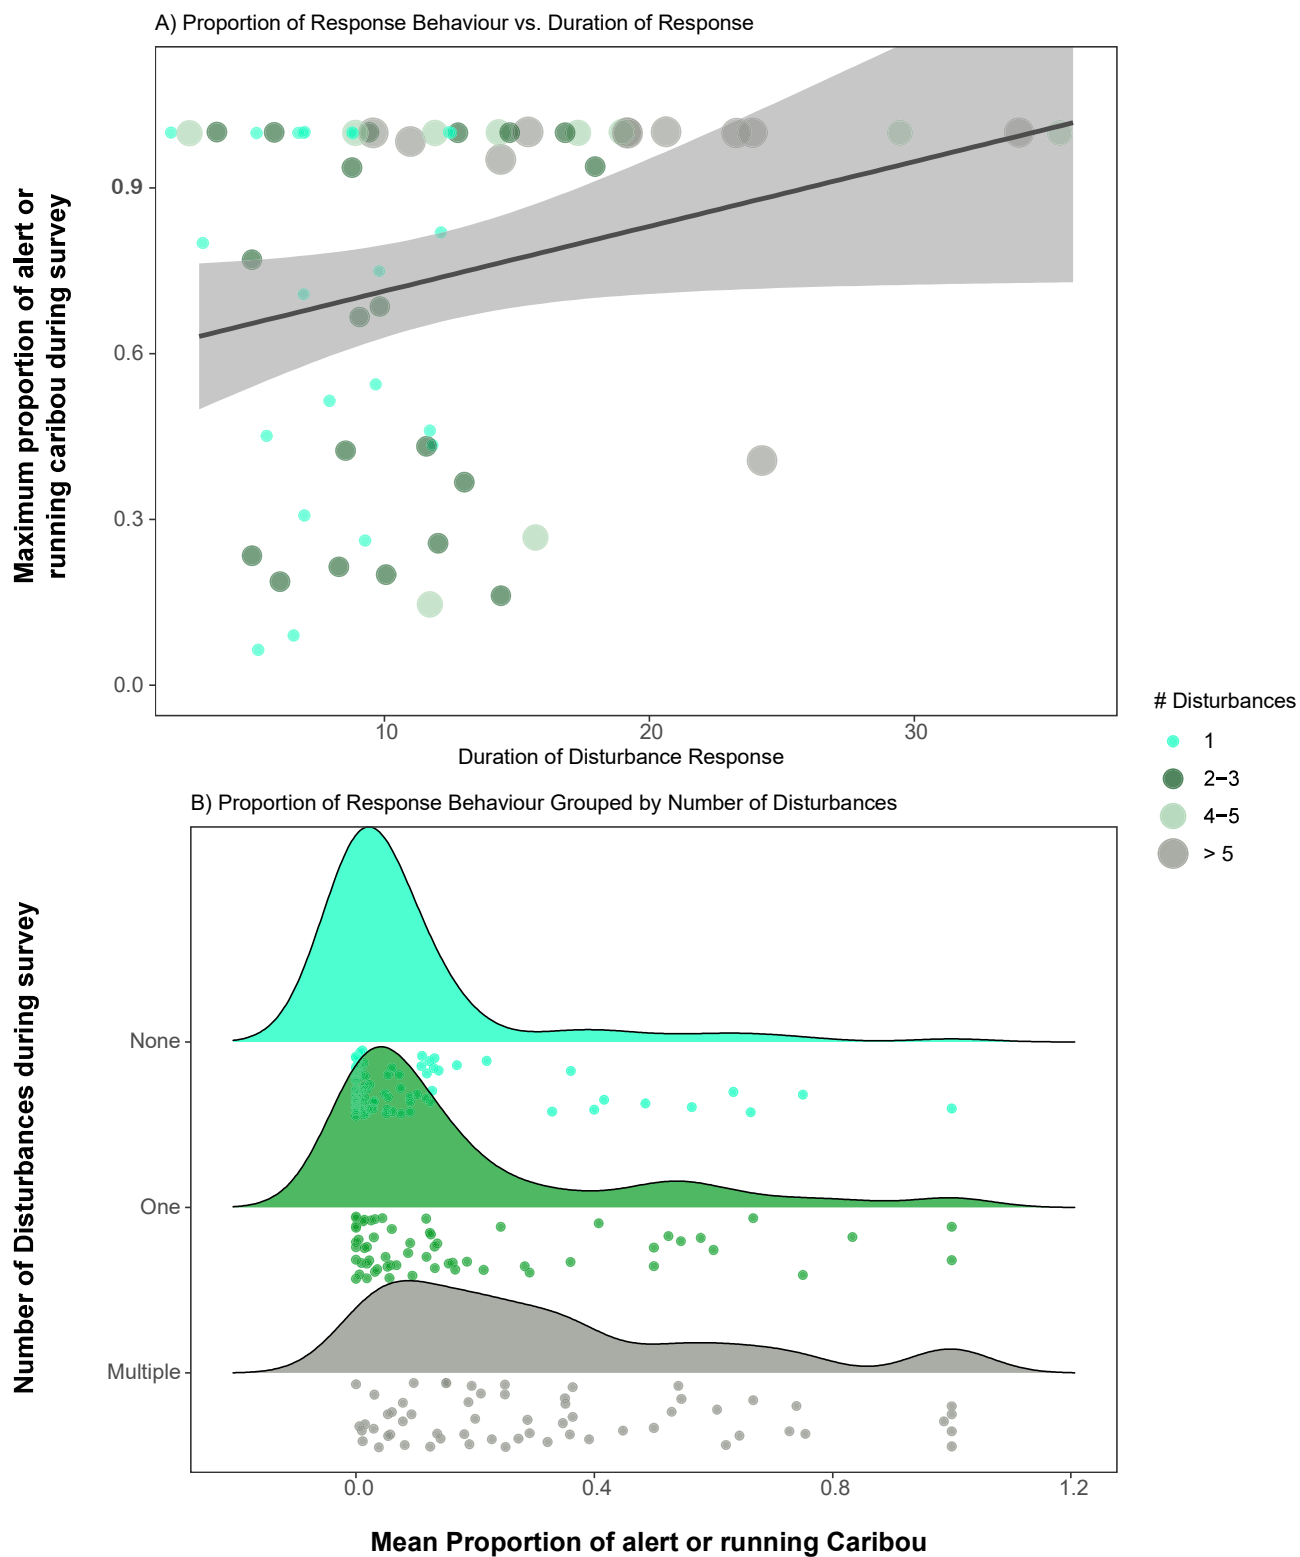 A) Proportion of Response Behaviour vs. Duration of Response
Maximum proportion of alert or
running caribou during survey
0.9
0.6
0.3
0.0
10
20
30
Duration of Disturbance Response
# Disturbances
1
2−3
4−5
> 5
B) Proportion of Response Behaviour Grouped by Number of Disturbances
Number of Disturbances during survey
None
One
Multiple
0.0
0.4
0.8
1.2
Mean Proportion of alert or running Caribou